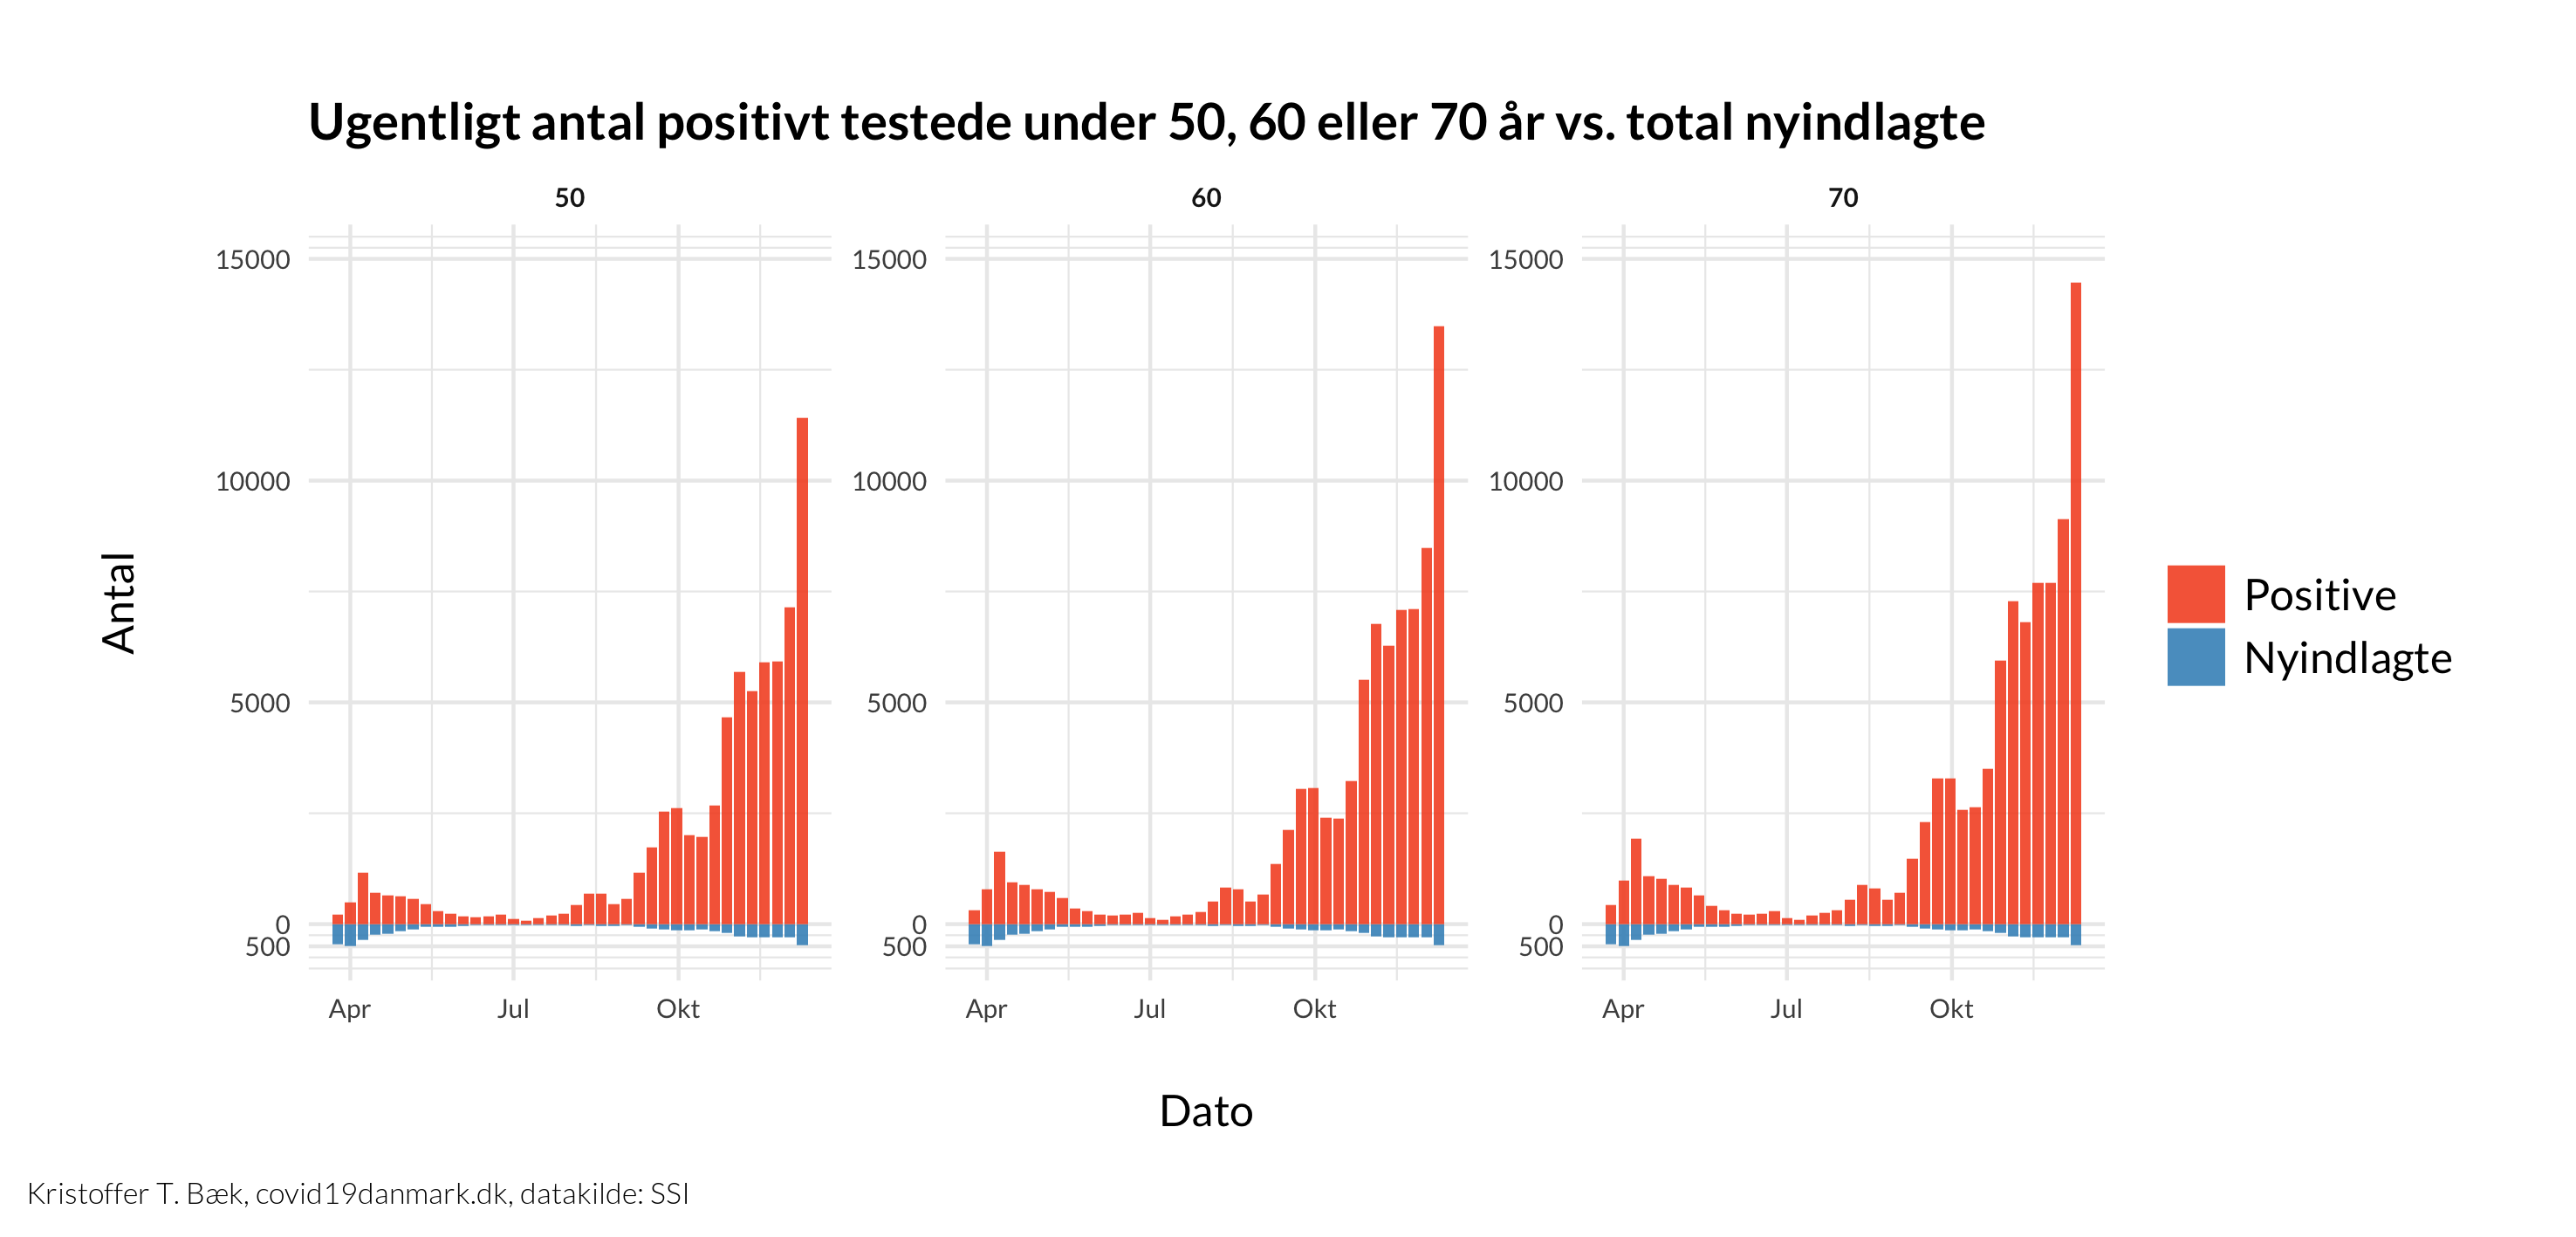 Ugentligt antal positivt testede under 50, 60 eller 70 år vs. total nyindlagte
50 60 70
15000 15000 15000
10000 10000 10000
5000 5000 5000
0 0 0
500 500 500
Antal
Positive
Nyindlagte
Apr Jul Okt Apr Jul Okt Apr Jul Okt
Dato
Kristoffer T. Bæk, covid19danmark.dk, datakilde: SSI